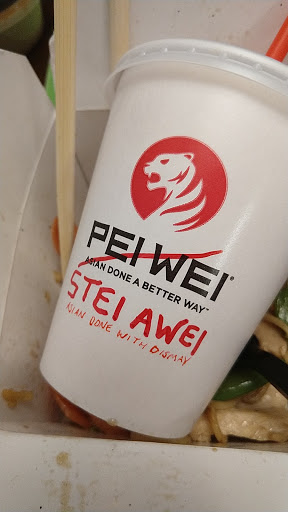 PEI WEI®
ASIAN DONE A BETTER WAY™
STEI AWEI
ASIAN DONE WITH DISMAY